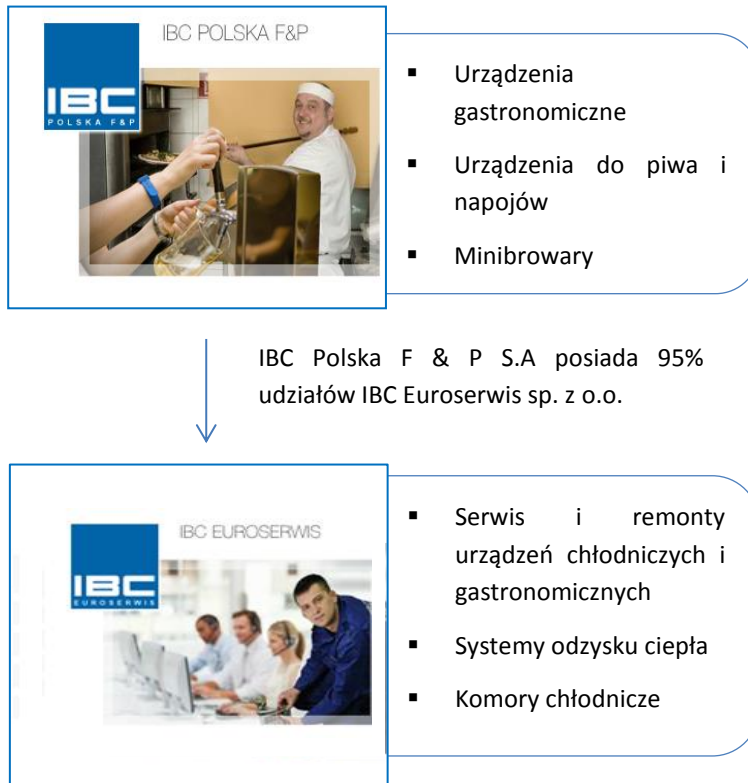 IBC POLSKA F&P
IBC
POLSKA F&P
▪ Urządzenia
gastronomiczne
▪ Urządzenia do piwa i
napojów
▪ Minibrowary
IBC Polska F & P S.A posiada 95%
udziałów IBC Euroserwis sp. z o.o.
IBC EUROSERWIS
IBC
EUROSERWIS
▪ Serwis i remonty
urządzeń chłodniczych i
gastronomicznych
▪ Systemy odzysku ciepła
▪ Komory chłodnicze